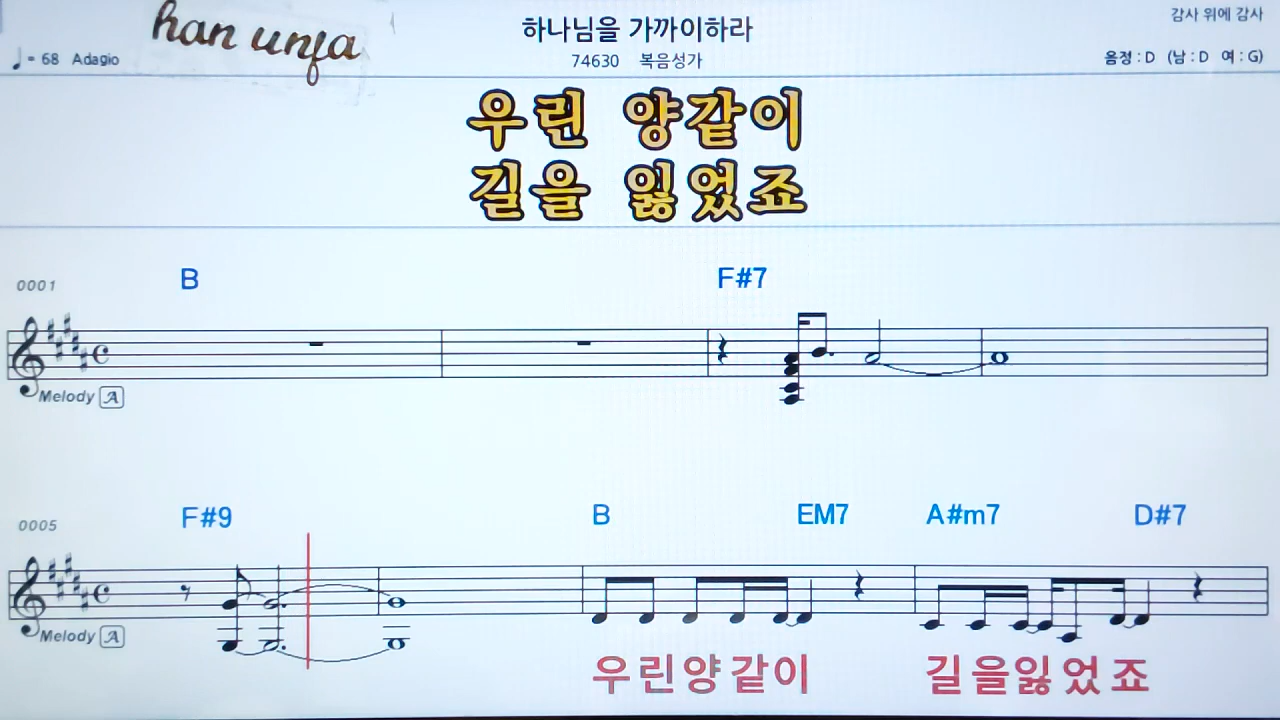 han unja
하나님을 가까이하라
감사 위에 감사
♩= 68 Adagio
74630 복음성가
음정 : D (남 : D 여 : G)
우린 양같이
길을 잃었죠
0001
B F#7
Melody A
0005
F#9 B EM7 A#m7 D#7
Melody A
우린양같이 길을잃었죠